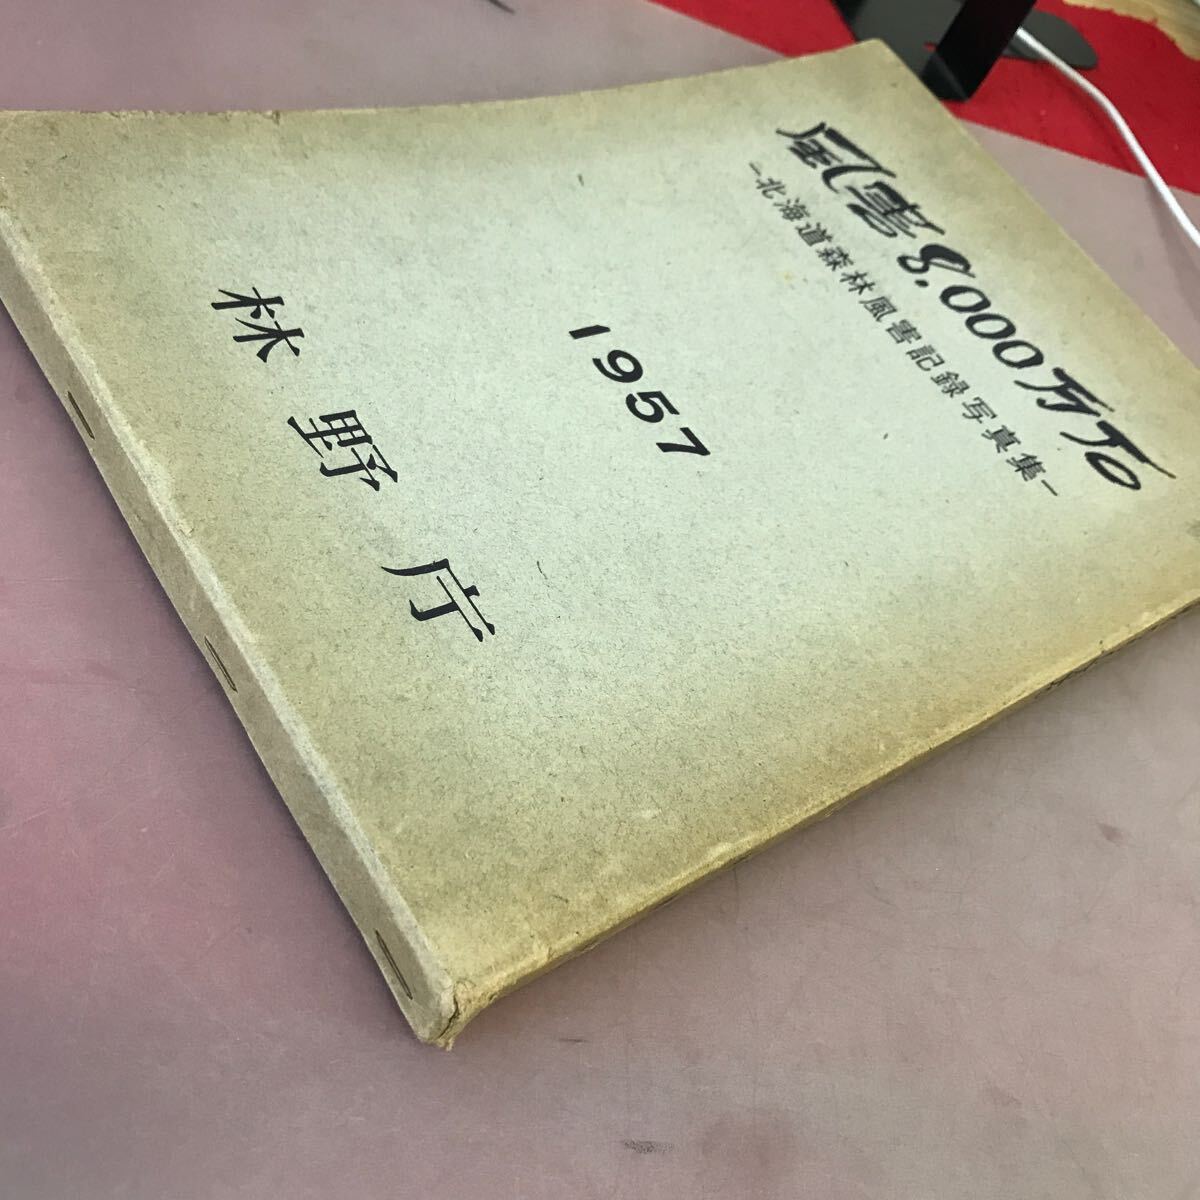 風害8,000万石
－北海道森林風害記録写真集－
1957
林野庁